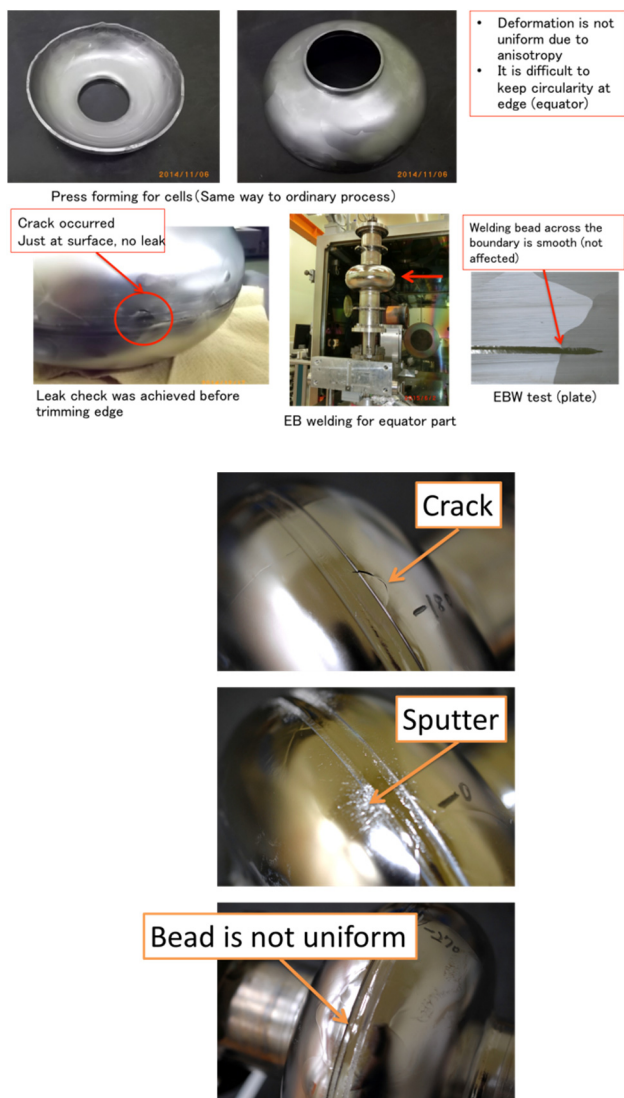 • Deformation is not
uniform due to
anisotropy
• It is difficult to
keep circularity at
edge (equator)
2014/11/06
2014/11/06
Press forming for cells(Same way to ordinary process)
Crack occurred
Just at surface, no leak
Welding bead across the
boundary is smooth (not
affected)
Leak check was achieved before
trimming edge
EB welding for equator part
EBW test (plate)
Crack
-181
Sputter
-0
Bead is not uniform